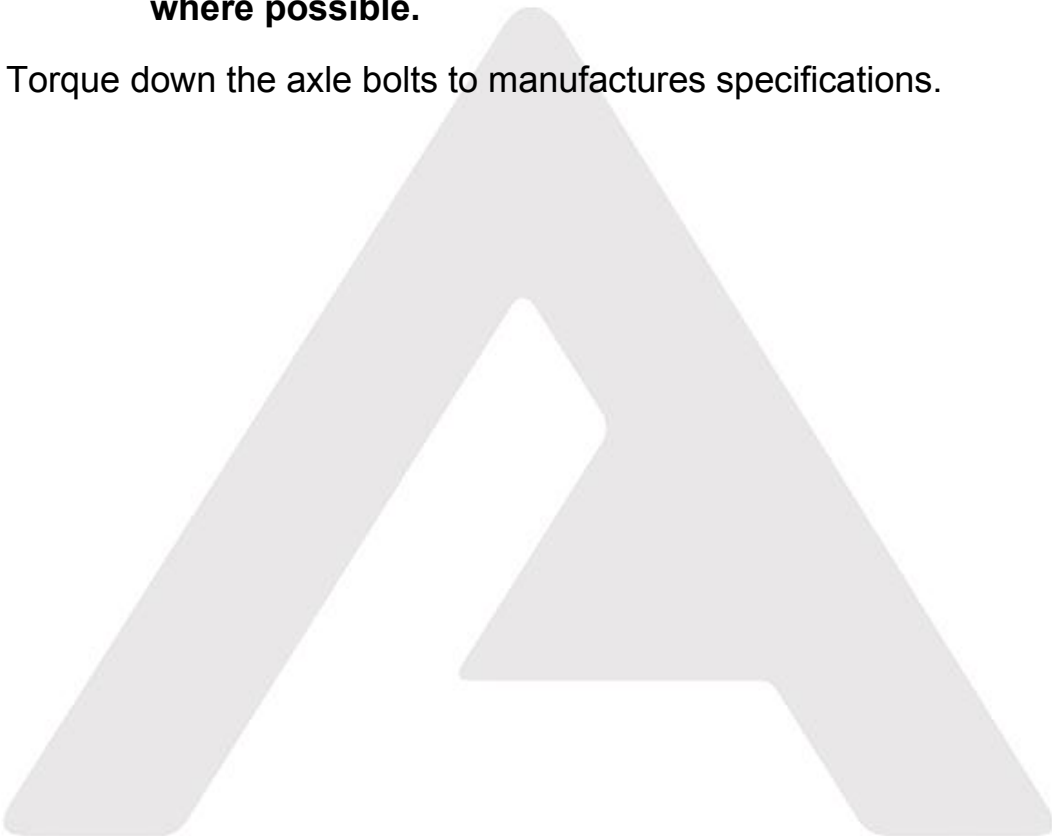 where possible.
Torque down the axle bolts to manufactures specifications.